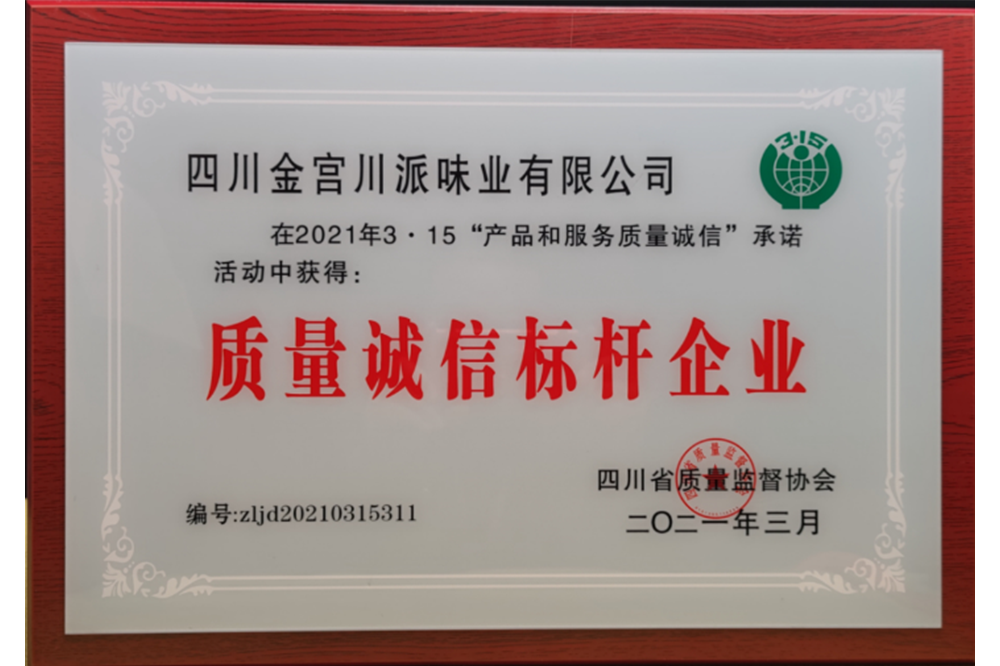 3·15
四川金宫川派味业有限公司
在2021年3·15“产品和服务质量诚信”承诺
活动中获得：
质量诚信标杆企业
四川省质量监督协会
编号:zljd20210315311
二〇二一年三月